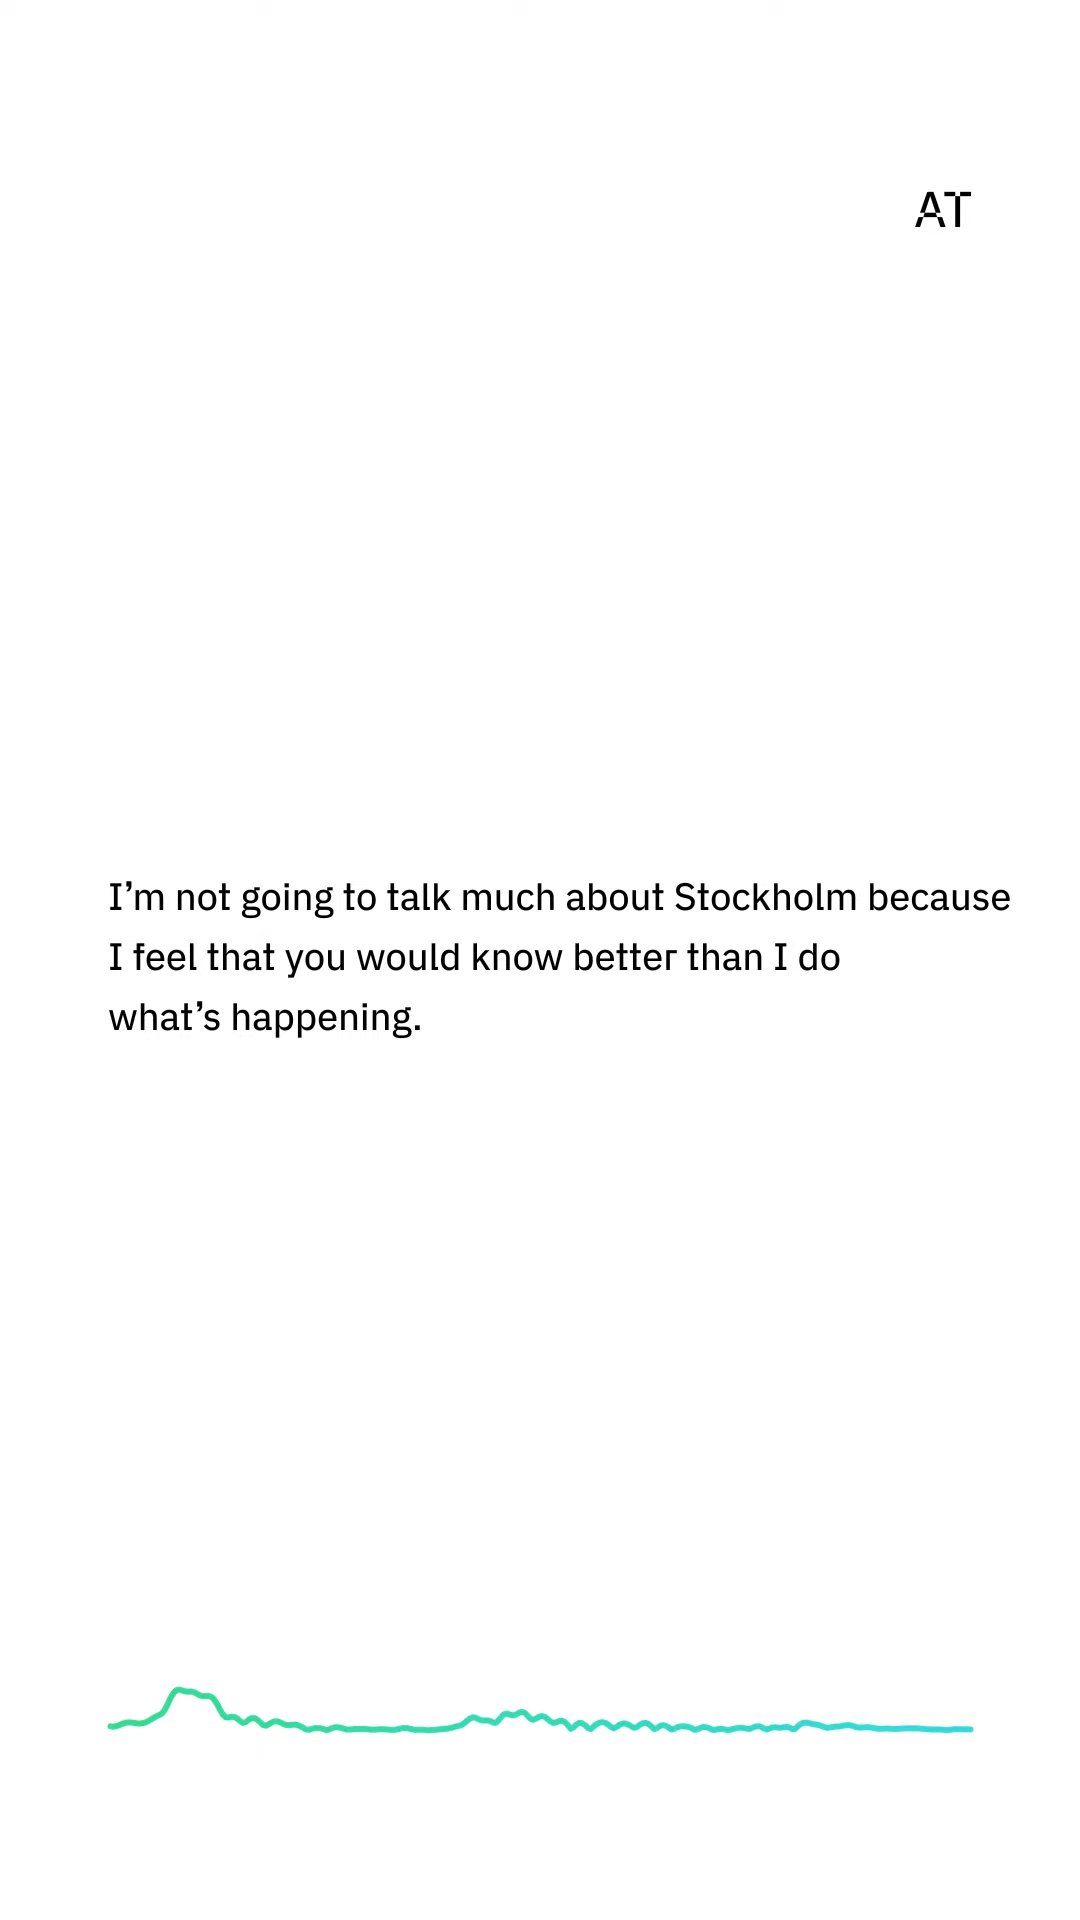 AT
I’m not going to talk much about Stockholm because
I feel that you would know better than I do
what’s happening.